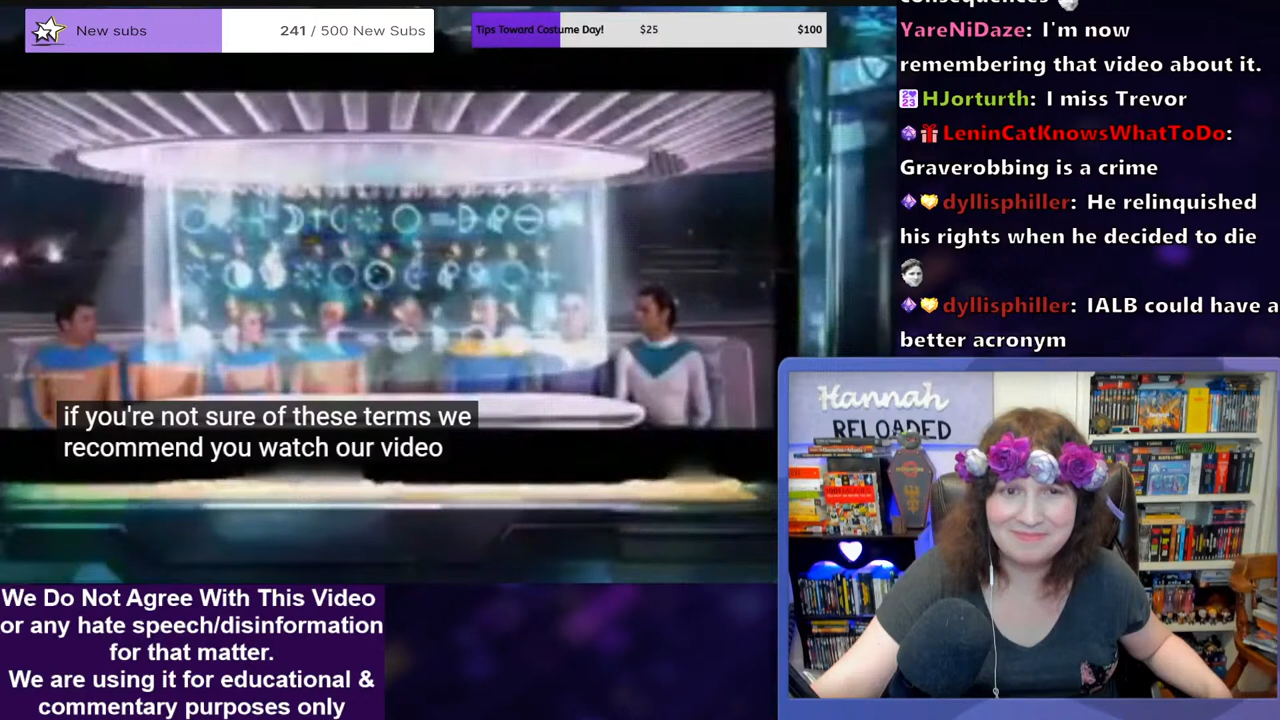 New subs
241 / 500 New Subs
Tips Toward Costume Day!
$25
$100
YareNiDaze: I'm now
remembering that video about it.
HJorturth: I miss Trevor
LeninCatKnowsWhatToDo:
Graverobbing is a crime
dyllisphiller: He relinquished
his rights when he decided to die
dyllisphiller: IALB could have a
better acronym
if you're not sure of these terms we
recommend you watch our video
Hannah
RELOADED
We Do Not Agree With This Video
or any hate speech/disinformation
for that matter.
We are using it for educational &
commentary purposes only